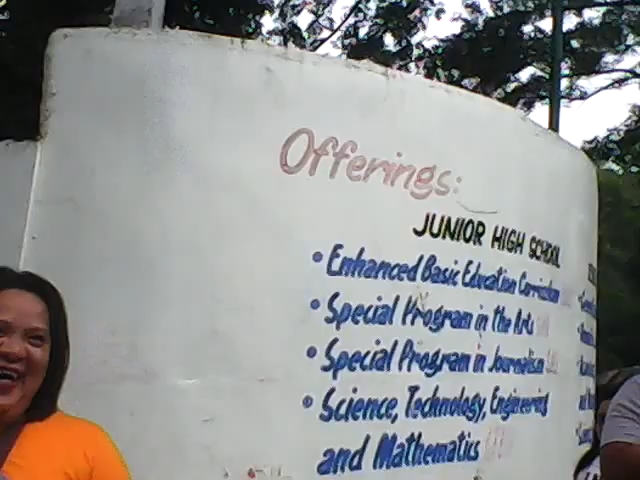 Offerings:
JUNIOR HIGH SCHOOL
• Enhanced Basic Education Curriculum
• Special Program in the Arts
• Special Program in Journalism
• Science, Technology, Engineering
and Mathematics